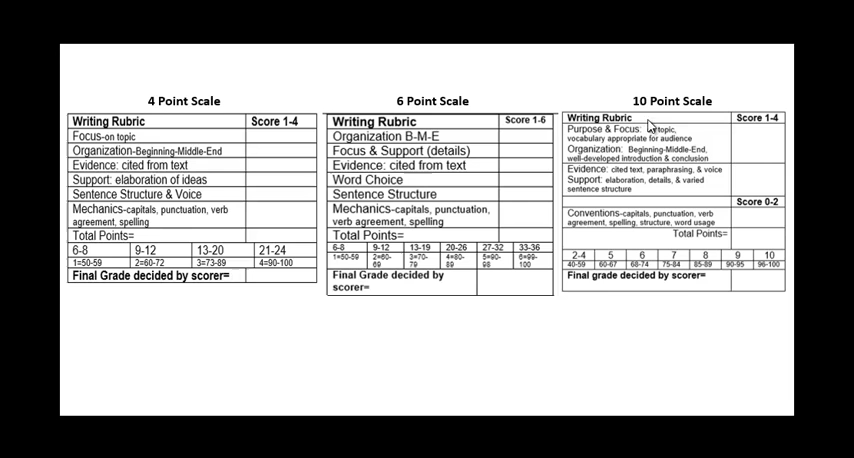 4 Point Scale
Writing Rubric Score 1-4
Focus-on topic
Organization-Beginning-Middle-End
Evidence: cited from text
Support: elaboration of ideas
Sentence Structure & Voice
Mechanics-capitals, punctuation, verb
agreement, spelling
Total Points=
6-8 9-12 13-20 21-24
1=50-59 2=60-72 3=73-89 4=90-100
Final Grade decided by scorer=
6 Point Scale
Writing Rubric Score 1-6
Organization B-M-E
Focus & Support (details)
Evidence: cited from text
Word Choice
Sentence Structure
Mechanics-capitals, punctuation,
verb agreement, spelling
Total Points=
6-8 9-12 13-19 20-26 27-32 33-36
1=50-59 2=60- 3=70- 4=80- 5=90- 6=99-
69 79 89 98 100
Final Grade decided by
scorer=
10 Point Scale
Writing Rubric Score 1-4
Purpose & Focus: topic,
vocabulary appropriate for audience
Organization: Beginning-Middle-End,
well-developed introduction & conclusion
Evidence: cited text, paraphrasing, & voice
Support: elaboration, details, & varied
sentence structure
Score 0-2
Conventions-capitals, punctuation, verb
agreement, spelling, structure, word usage
Total Points=
2-4 5 6 7 8 9 10
40-59 60-67 68-74 75-84 85-89 90-95 96-100
Final grade decided by scorer=